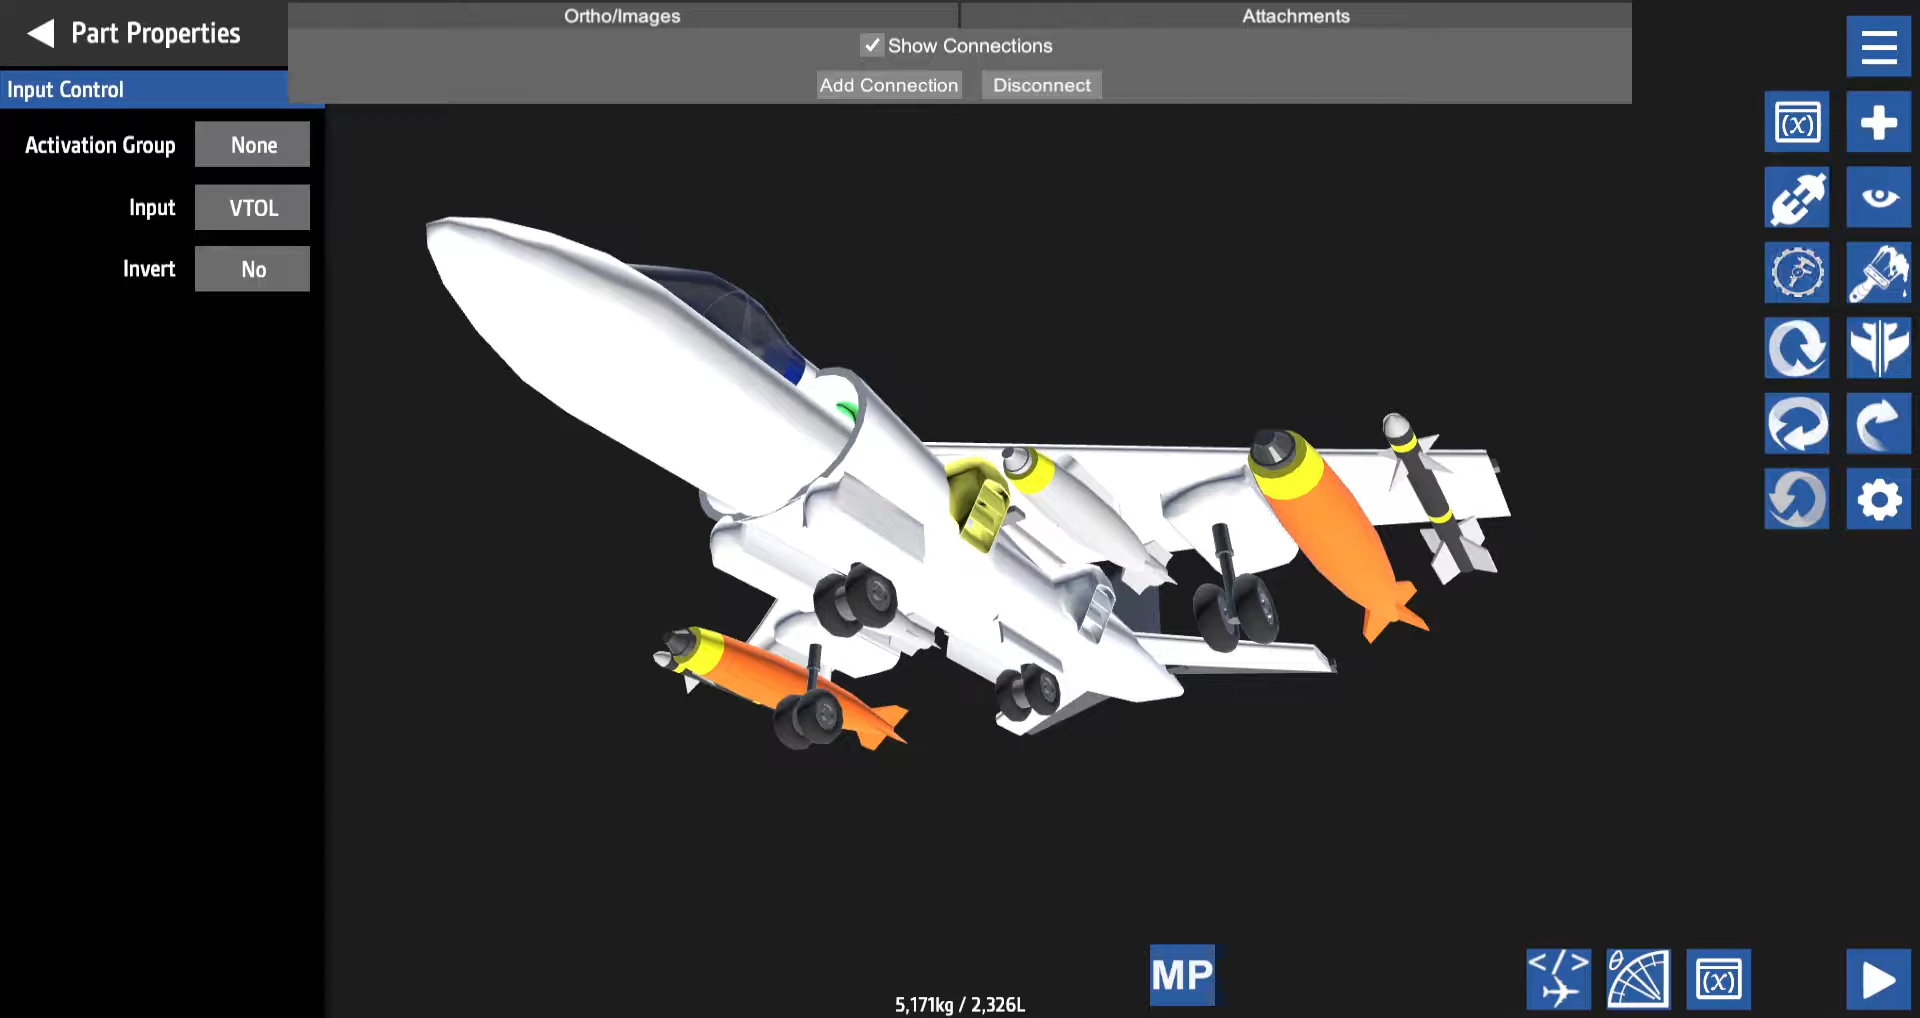 Part Properties
Ortho/Images
Attachments
Show Connections
Add Connection
Disconnect
Input Control
Activation Group
None
Input
VTOL
Invert
No
(x)
MP
</>
θ
(x)
5,171kg / 2,326L